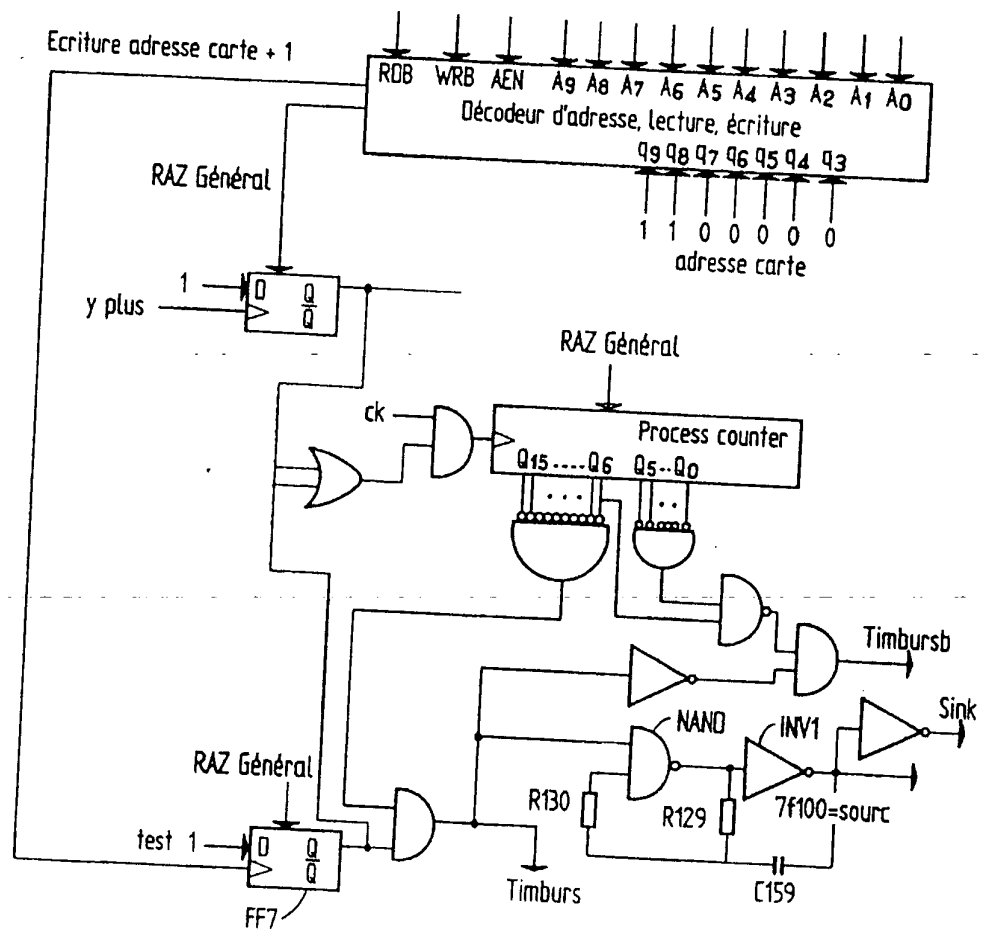 Ecriture adresse carte + 1
RDB WRB AEN A9 A8 A7 A6 A5 A4 A3 A2 A1 A0
Décodeur d'adresse, lecture, écriture
q9 q8 q7 q6 q5 q4 q3
RAZ Général
1 1 0 0 0 0 0
adresse carte
1 D Q
y plus Q
RAZ Général
ck
Process counter
Q15 ---- Q6 Q5 -- Q0
Timbursb
NAND INV1 Sink
RAZ Général
R130 R129 7f100=sourc
test 1 D Q
Q
Timburs C159
FF7